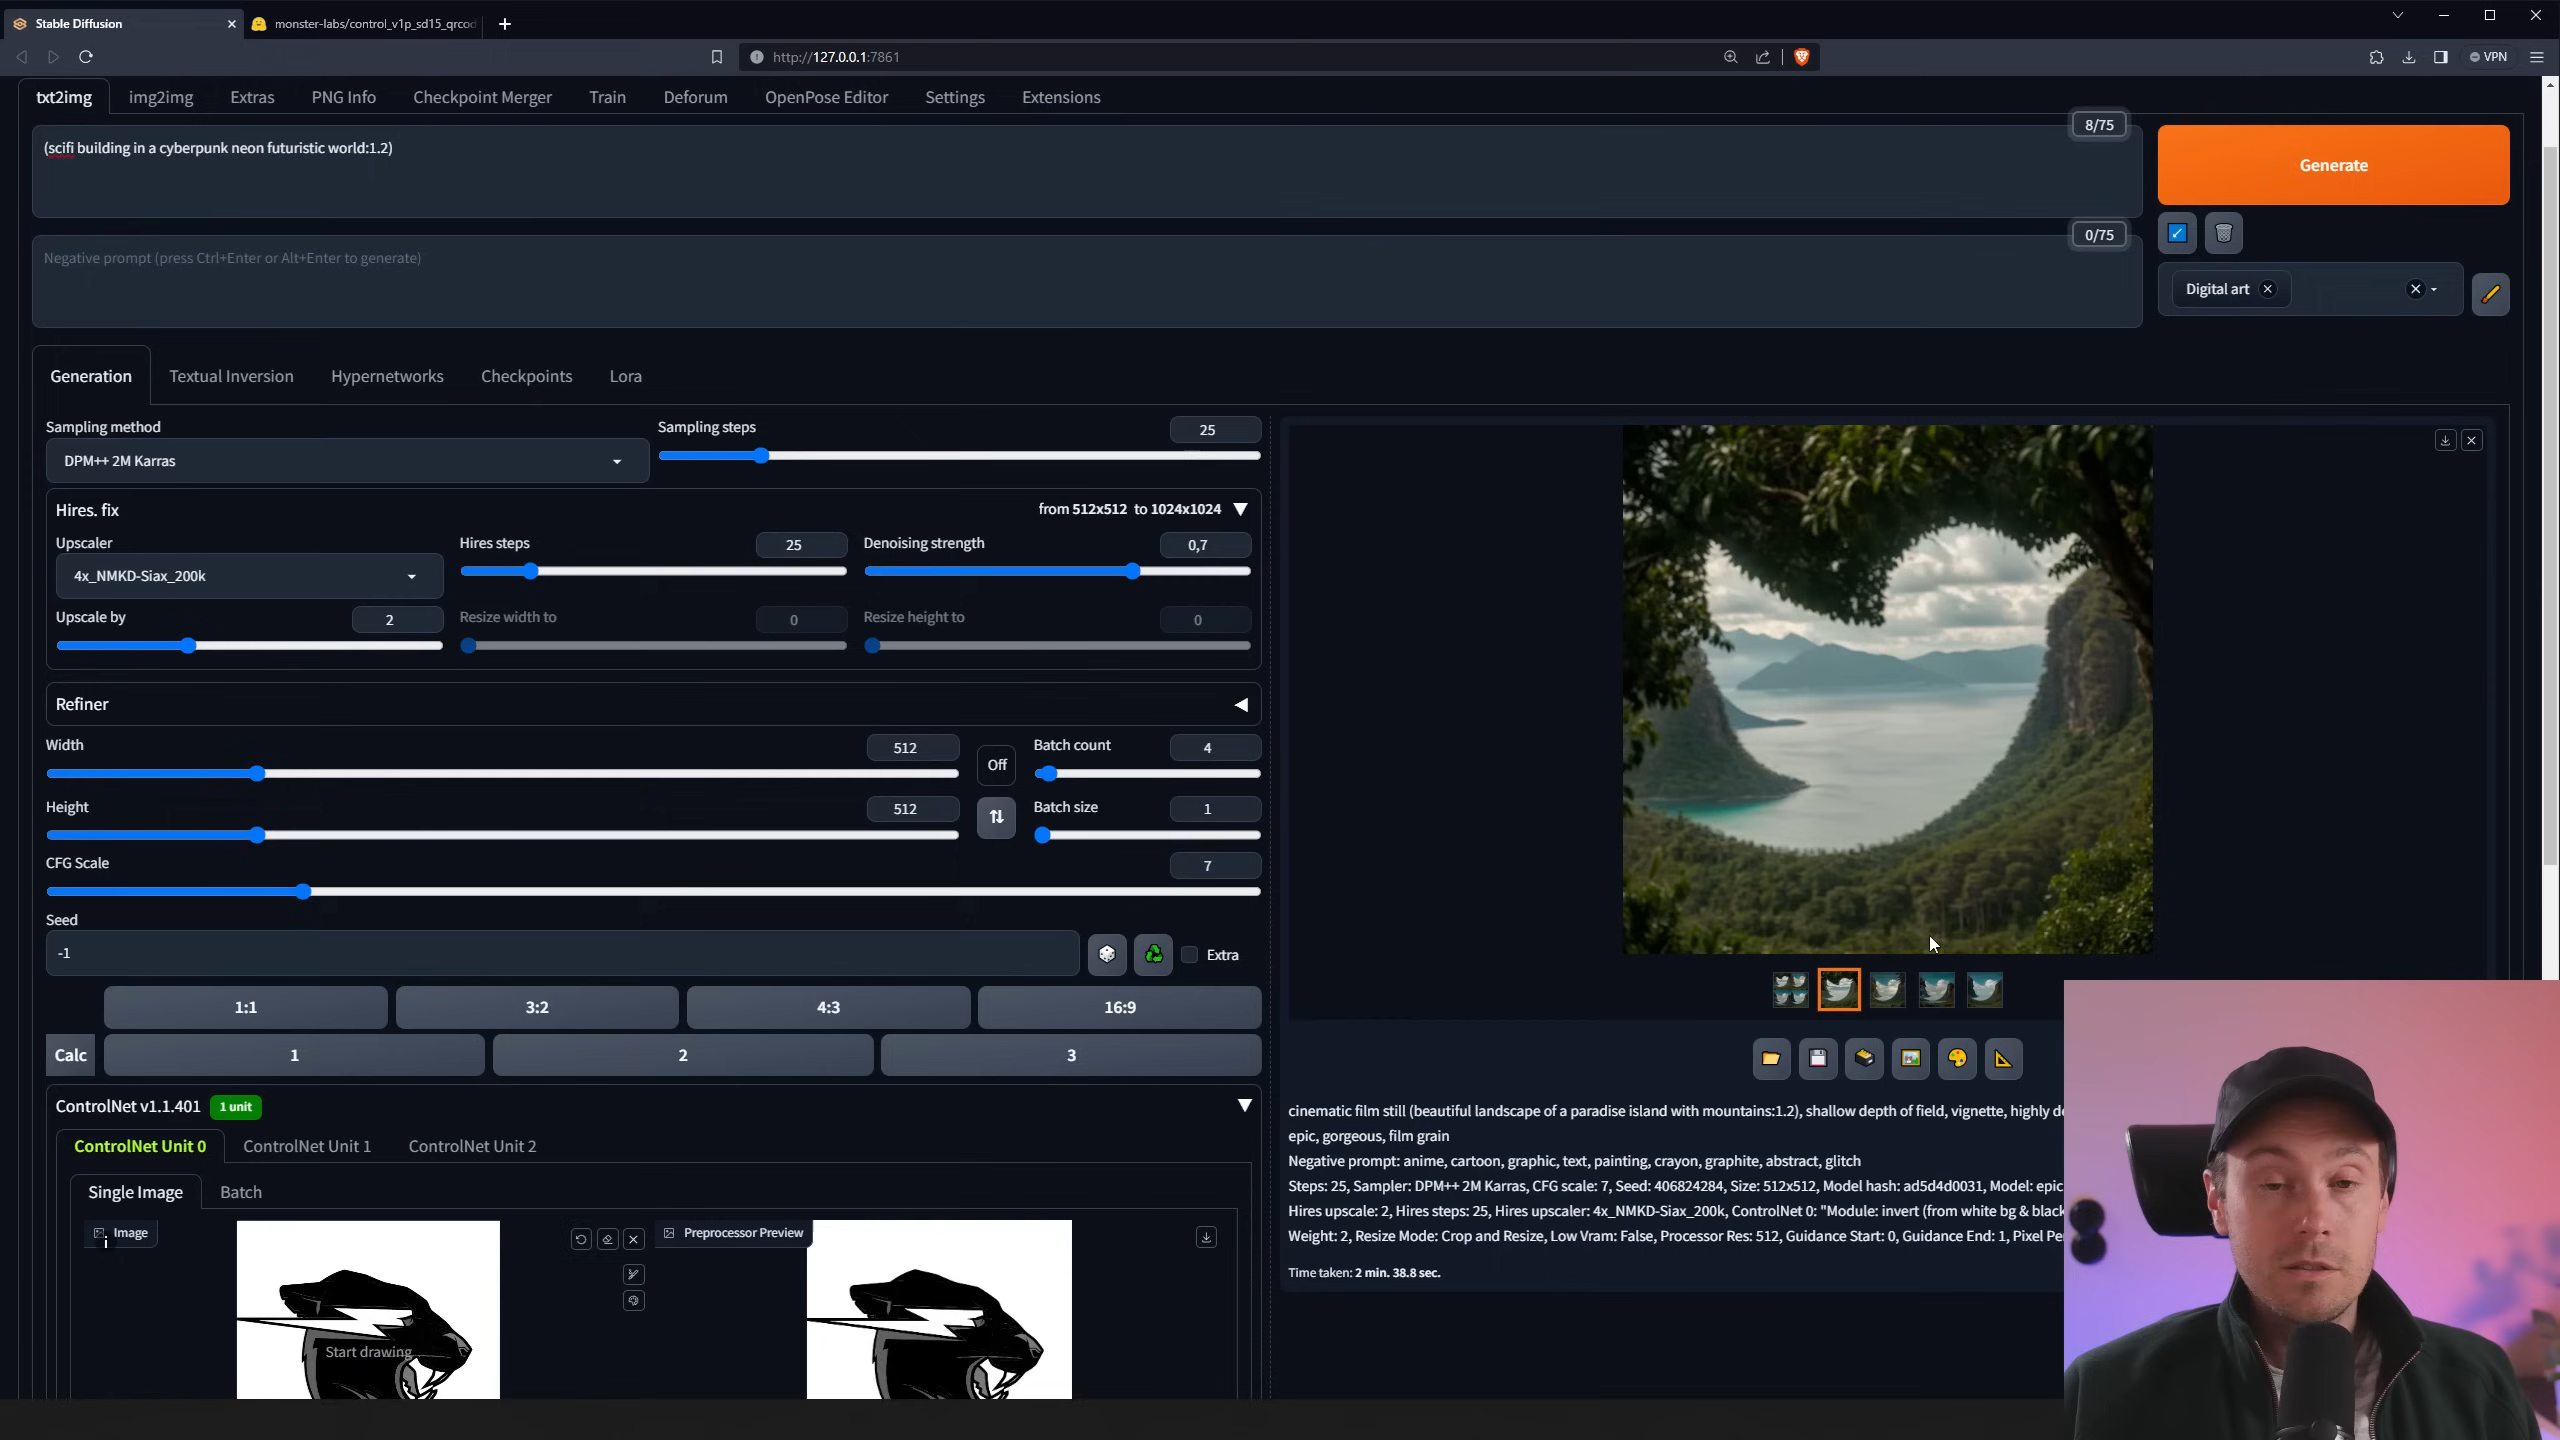 Stable Diffusion
monster-labs/control_v1p_sd15_qrcod
http://127.0.0.1:7861
VPN
txt2img
img2img
Extras
PNG Info
Checkpoint Merger
Train
Deforum
OpenPose Editor
Settings
Extensions
(scifi building in a cyberpunk neon futuristic world:1.2)
8/75
Generate
Negative prompt (press Ctrl+Enter or Alt+Enter to generate)
0/75
Digital art
Generation
Textual Inversion
Hypernetworks
Checkpoints
Lora
Sampling method
DPM++ 2M Karras
Sampling steps
25
Hires. fix
from 512x512 to 1024x1024
Upscaler
4x_NMKD-Siax_200k
Hires steps
25
Denoising strength
0,7
Upscale by
2
Resize width to
0
Resize height to
0
Refiner
Width
512
Off
Batch count
4
Height
512
Batch size
1
CFG Scale
7
Seed
-1
Extra
1:1
3:2
4:3
16:9
Calc
1
2
3
ControlNet v1.1.401
1 unit
ControlNet Unit 0
ControlNet Unit 1
ControlNet Unit 2
Single Image
Batch
Image
Preprocessor Preview
Start drawing
cinematic film still (beautiful landscape of a paradise island with mountains:1.2), shallow depth of field, vignette, highly de
epic, gorgeous, film grain
Negative prompt: anime, cartoon, graphic, text, painting, crayon, graphite, abstract, glitch
Steps: 25, Sampler: DPM++ 2M Karras, CFG scale: 7, Seed: 406824284, Size: 512x512, Model hash: ad5d4d0031, Model: epic
Hires upscale: 2, Hires steps: 25, Hires upscaler: 4x_NMKD-Siax_200k, ControlNet 0: "Module: invert (from white bg & black
Weight: 2, Resize Mode: Crop and Resize, Low Vram: False, Processor Res: 512, Guidance Start: 0, Guidance End: 1, Pixel Pe
Time taken: 2 min. 38.8 sec.